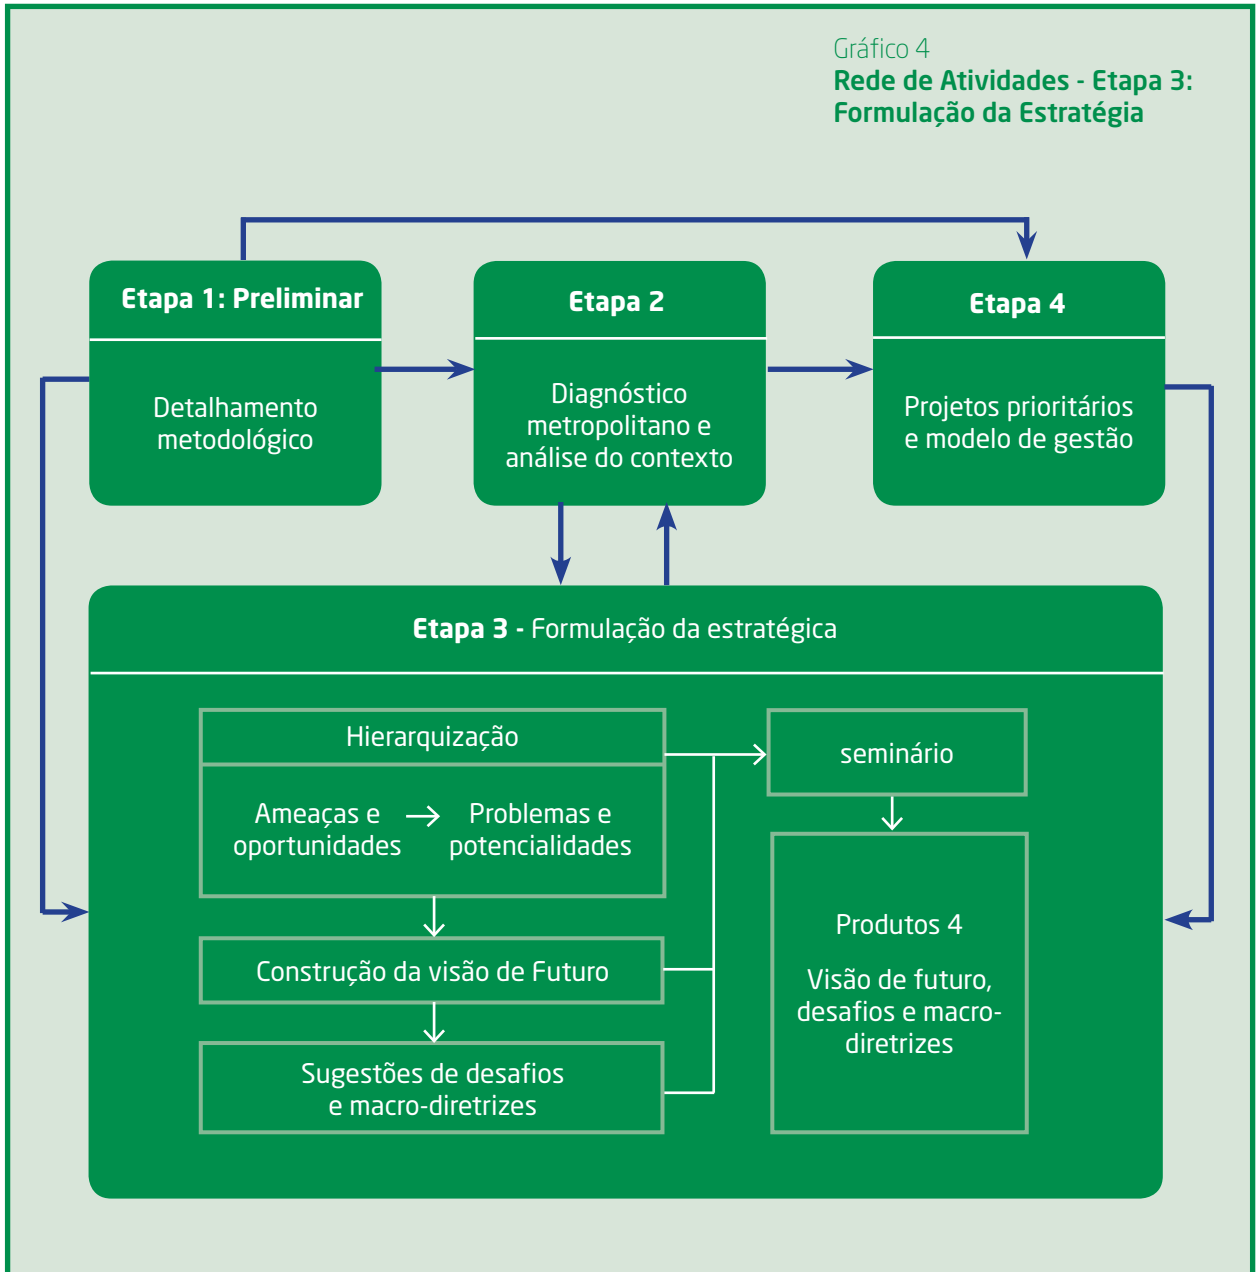 Gráfico 4
Rede de Atividades - Etapa 3:
Formulação da Estratégia
Etapa 1: Preliminar
Detalhamento
metodológico
Etapa 2
Diagnóstico
metropolitano e
análise do contexto
Etapa 4
Projetos prioritários
e modelo de gestão
Etapa 3 - Formulação da estratégica
Hierarquização
Ameaças e
oportunidades
Problemas e
potencialidades
Construção da visão de Futuro
Sugestões de desafios
e macro-diretrizes
seminário
Produtos 4
Visão de futuro,
desafios e macro-
diretrizes